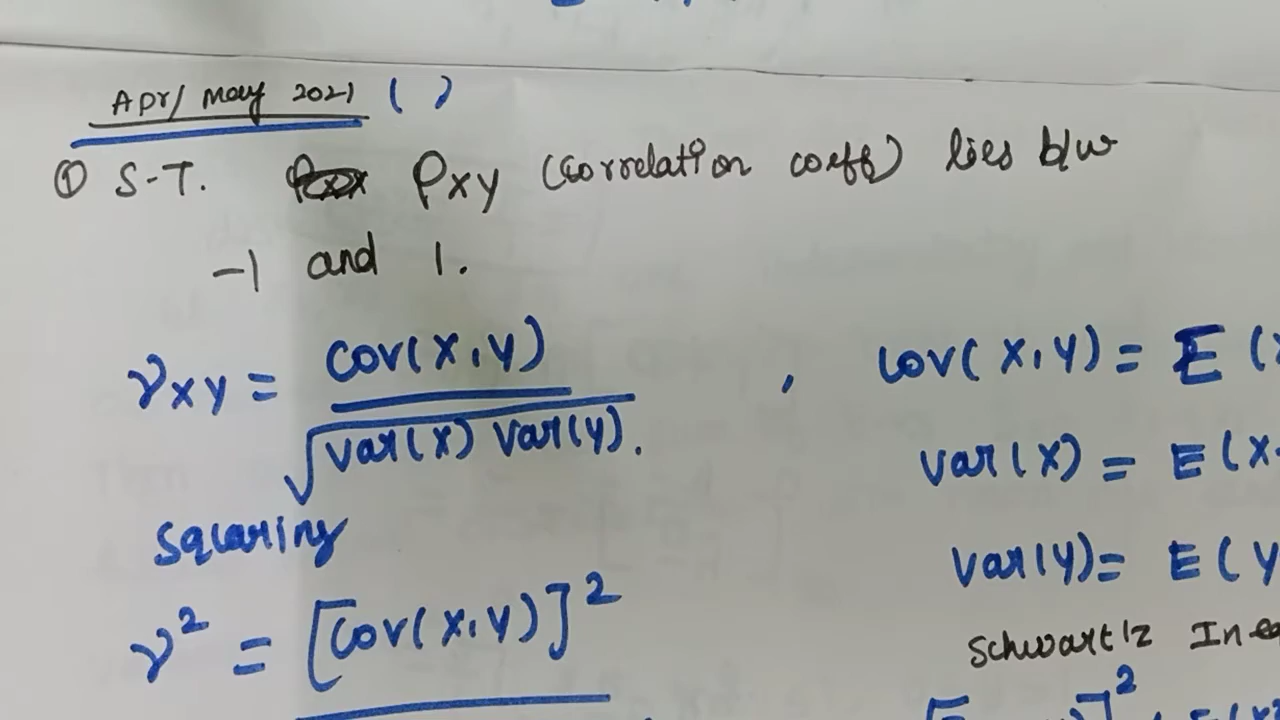 Apr/ May 2021 ( )
① S-T. ρxy (Correlation coeff) lies b/w
-1 and 1.
γxy = cov(x,y) / √var(x) var(y). , cov(x,y) = E (
var(x) = E(x
squaring
var(y) = E(y
γ² = [cov(x,y)]²
Schwartz'z
]²